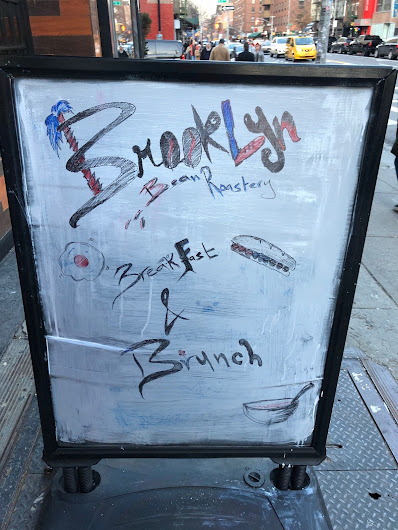 BrookLyn
Bean Roastery
BreakFast
&
Brunch